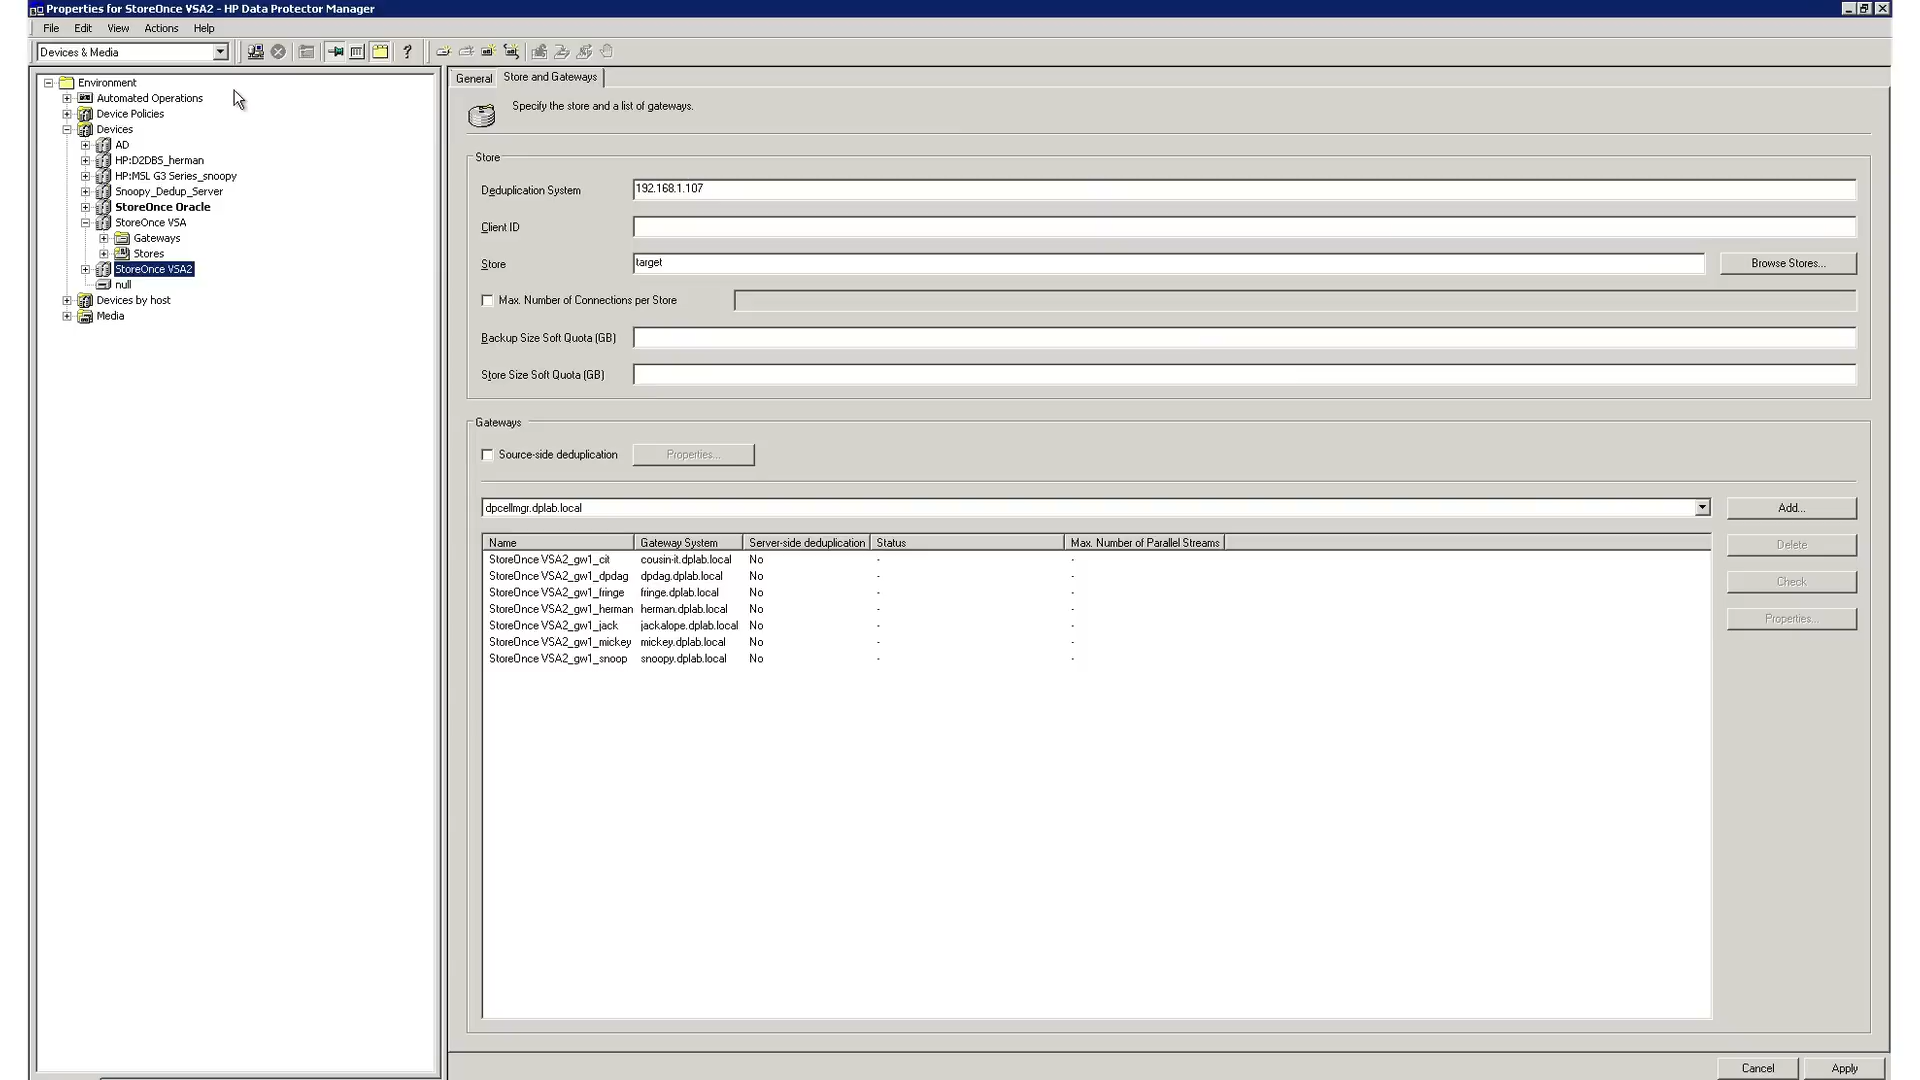 Properties for StoreOnce VSA2 - HP Data Protector Manager
File Edit View Actions Help
Devices & Media
Environment
Automated Operations
Device Policies
Devices
AD
HP:D2DBS_herman
HP:MSL G3 Series_snoopy
Snoopy_Dedup_Server
StoreOnce Oracle
StoreOnce VSA
Gateways
Stores
StoreOnce VSA2
null
Devices by host
Media
General Store and Gateways
Specify the store and a list of gateways.
Store
Deduplication System 192.168.1.107
Client ID
Store target Browse Stores...
Max. Number of Connections per Store
Backup Size Soft Quota (GB)
Store Size Soft Quota (GB)
Gateways
Source-side deduplication Properties...
dpcellmgr.dplab.local Add...
Name Gateway System Server-side deduplication Status Max. Number of Parallel Streams
StoreOnce VSA2_gw1_cit cousin-it.dplab.local No - -
StoreOnce VSA2_gw1_dpdag dpdag.dplab.local No - -
StoreOnce VSA2_gw1_fringe fringe.dplab.local No - -
StoreOnce VSA2_gw1_herman herman.dplab.local No - -
StoreOnce VSA2_gw1_jack jackalope.dplab.local No - -
StoreOnce VSA2_gw1_mickey mickey.dplab.local No - -
StoreOnce VSA2_gw1_snoop snoopy.dplab.local No - -
Delete
Check
Properties...
Cancel Apply